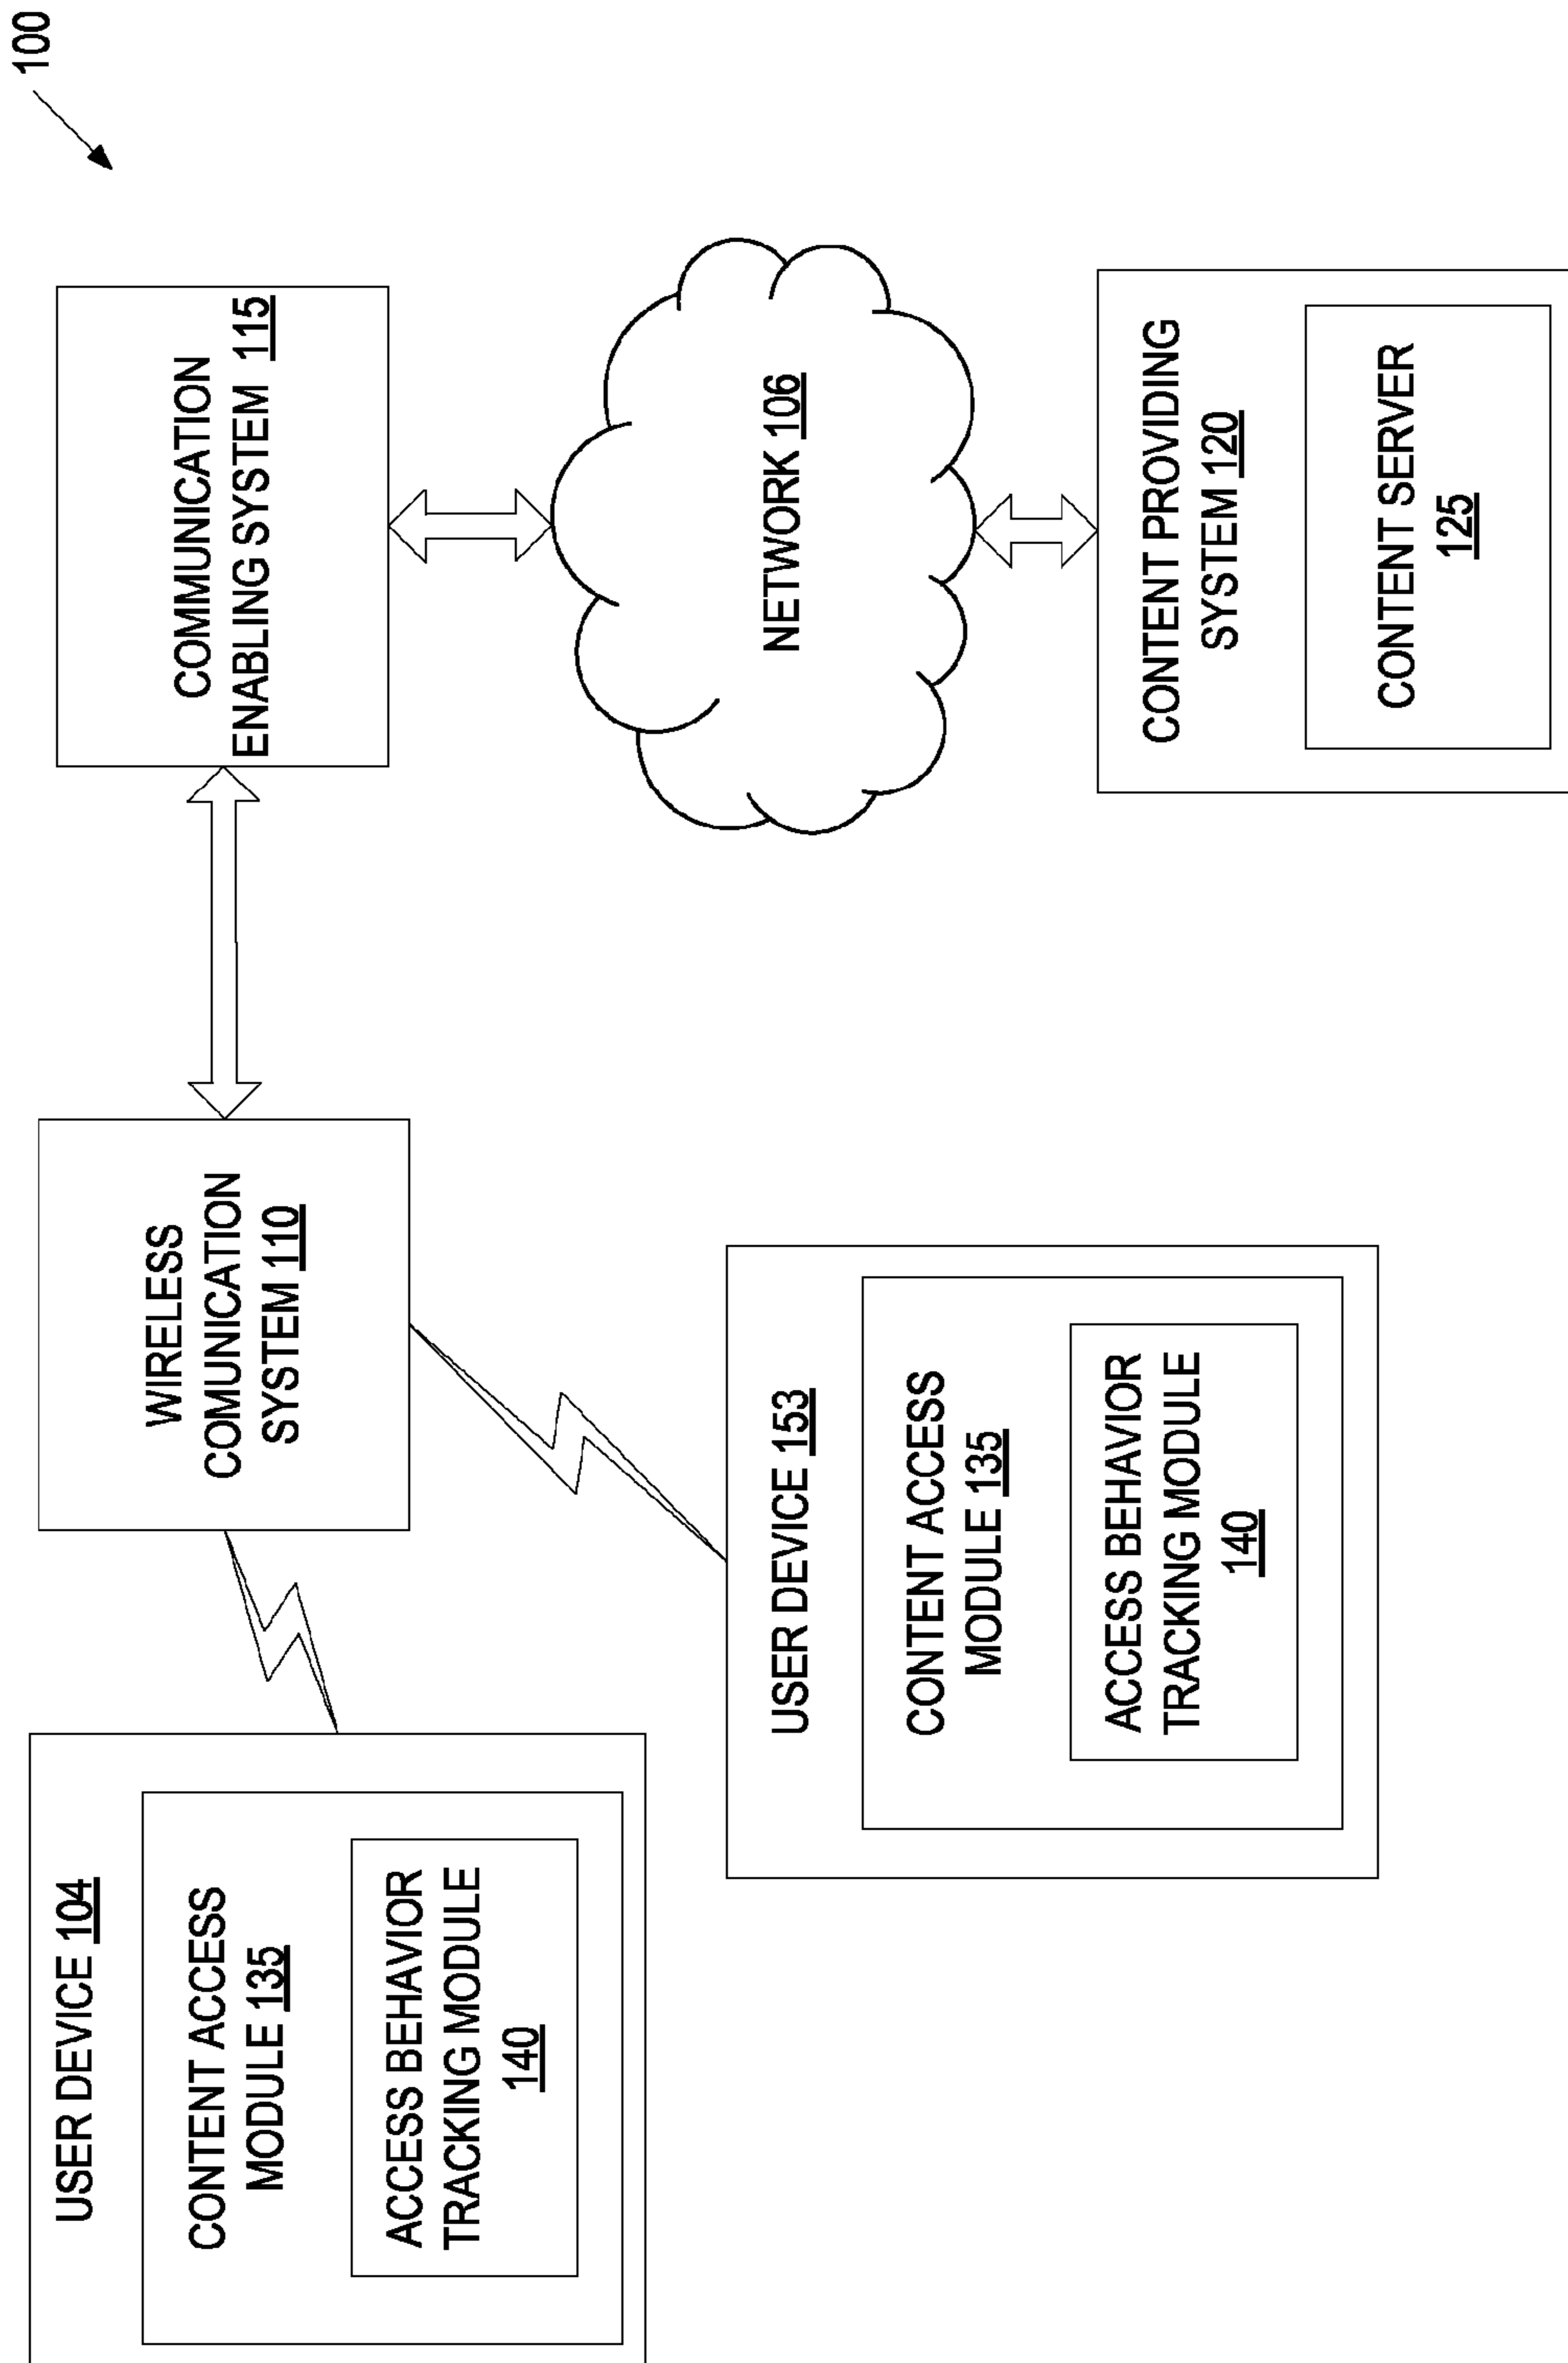 100
USER DEVICE 104
CONTENT ACCESS
MODULE 135
ACCESS BEHAVIOR
TRACKING MODULE
140
WIRELESS
COMUNICATION
SYSTEM 110
COMMUNICATION
ENABLING SYSTEM 115
USER DEVICE 153
CONTENT ACCESS
MODULE 135
ACCESS BEHAVIOR
TRACKING MODULE
140
NETWORK 106
CONTENT PROVIDING
SYSTEM 120
CONTENT SERVER
125